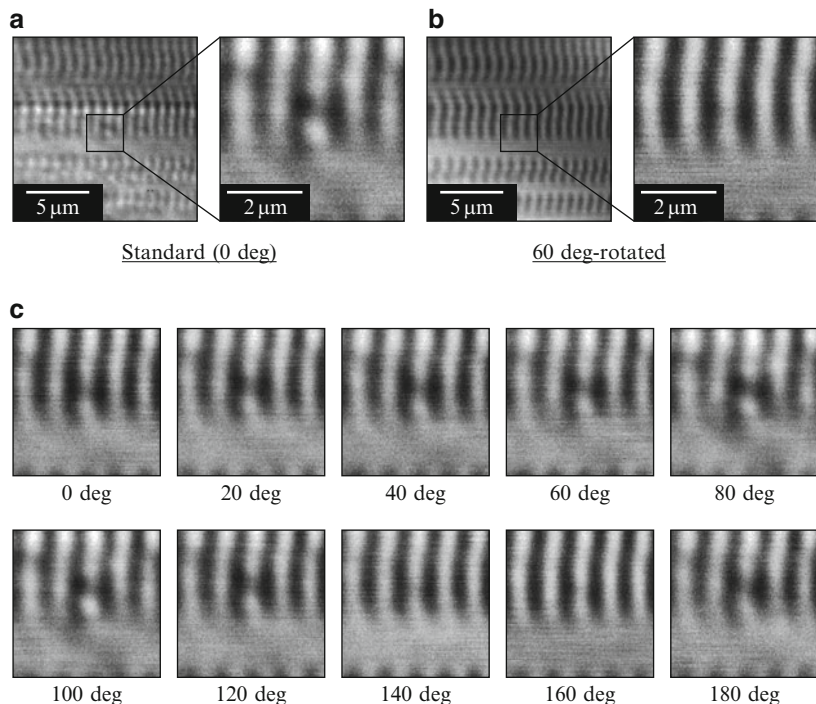 a
b
5 μm
2 μm
5 μm
2 μm
Standard (0 deg)
60 deg-rotated
c
0 deg
20 deg
40 deg
60 deg
80 deg
100 deg
120 deg
140 deg
160 deg
180 deg